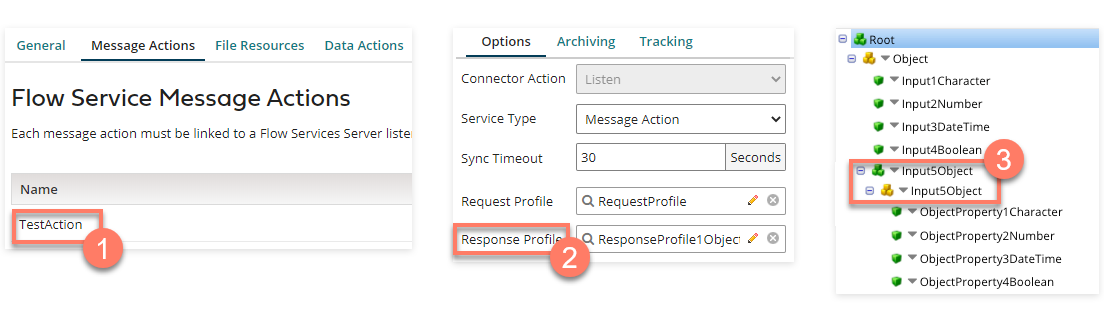 General Message Actions File Resources Data Actions
Flow Service Message Actions
Each message action must be linked to a Flow Services Server
Name
TestAction
1
Options Archiving Tracking
Connector Action Listen
Service Type Message Action
Sync Timeout 30 Seconds
Request Profile RequestProfile
Response Profile ResponseProfile1Object
2
Root
Object
Input1Character
Input2Number
Input3DateTime
Input4Boolean
3
Input5Object
Input5Object
ObjectProperty1Character
ObjectProperty2Number
ObjectProperty3DateTime
ObjectProperty4Boolean